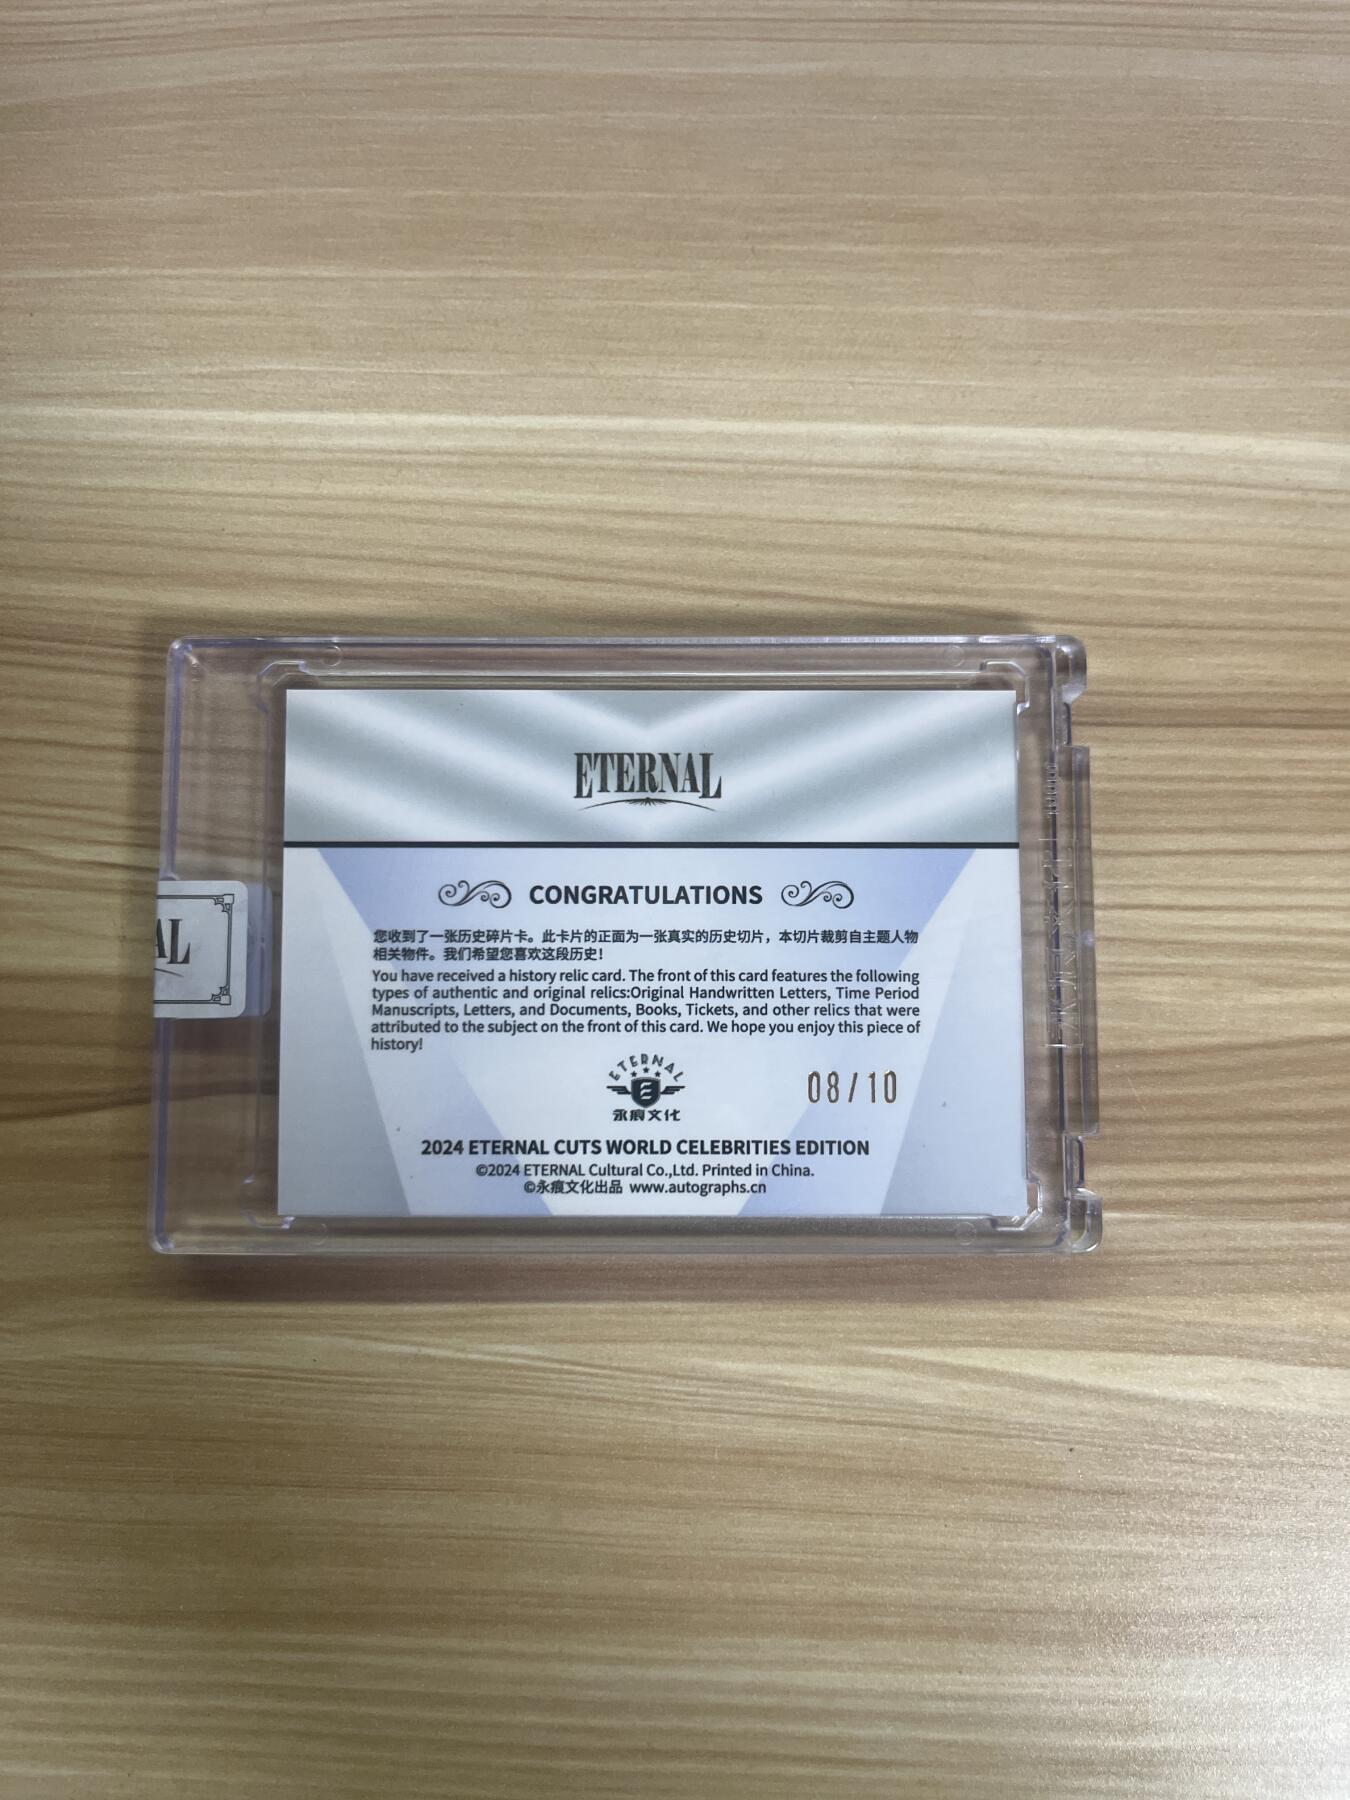 ETERNAL
CONGRATULATIONS
您收到了一张历史碎片卡。此卡片的正面为一张真实的历史切片，本切片裁剪自主题人物
相关物件。我们希望您喜欢这段历史！
You have received a history relic card. The front of this card features the following
types of authentic and original relics:Original Handwritten Letters, Time Period
Manuscripts, Letters, and Documents, Books, Tickets, and other relics that were
attributed to the subject on the front of this card. We hope you enjoy this piece of
history!
ETERNAL
永痕文化
08/10
2024 ETERNAL CUTS WORLD CELEBRITIES EDITION
©2024 ETERNAL Cultural Co.,Ltd. Printed in China.
©永痕文化出品 www.autographs.cn
AL
永痕文化